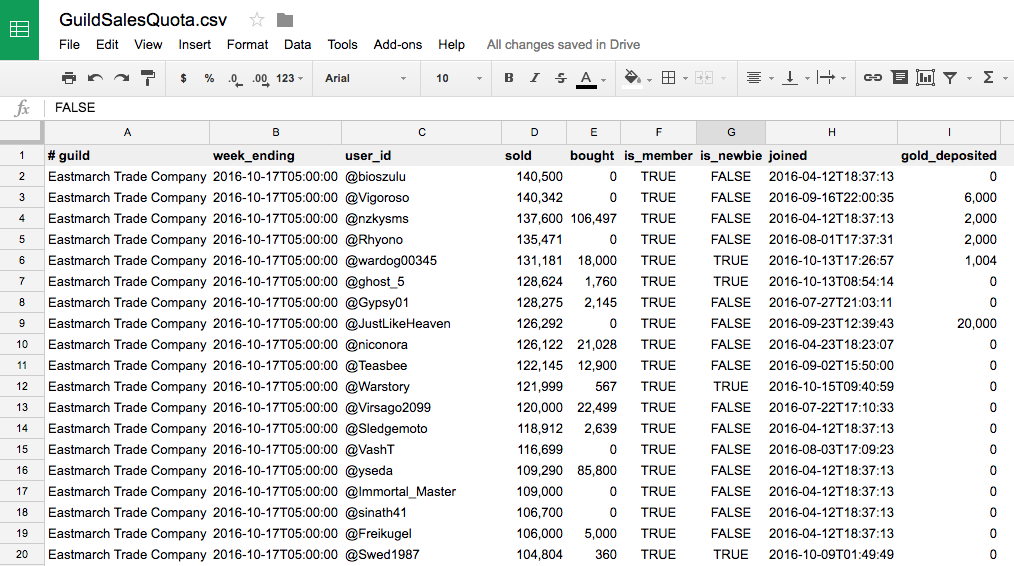 GuildSalesQuota.csv
File Edit View Insert Format Data Tools Add-ons Help All changes saved in Drive
$ % .0 .00 123 Arial 10 B I S A Σ
fx FALSE
A B C D E F G H I
1 # guild week_ending user_id sold bought is_member is_newbie joined gold_deposited
2 Eastmarch Trade Company 2016-10-17T05:00:00 @bioszulu 140,500 0 TRUE FALSE 2016-04-12T18:37:13 0
3 Eastmarch Trade Company 2016-10-17T05:00:00 @Vigoroso 140,342 0 TRUE FALSE 2016-09-16T22:00:35 6,000
4 Eastmarch Trade Company 2016-10-17T05:00:00 @nzkysms 137,600 106,497 TRUE FALSE 2016-04-12T18:37:13 2,000
5 Eastmarch Trade Company 2016-10-17T05:00:00 @Rhyono 135,471 0 TRUE FALSE 2016-08-01T17:37:31 2,000
6 Eastmarch Trade Company 2016-10-17T05:00:00 @wardog00345 131,181 18,000 TRUE TRUE 2016-10-13T17:26:57 1,004
7 Eastmarch Trade Company 2016-10-17T05:00:00 @ghost_5 128,624 1,760 TRUE TRUE 2016-10-13T08:54:14 0
8 Eastmarch Trade Company 2016-10-17T05:00:00 @Gypsy01 128,275 2,145 TRUE FALSE 2016-07-27T21:03:11 0
9 Eastmarch Trade Company 2016-10-17T05:00:00 @JustLikeHeaven 126,292 0 TRUE FALSE 2016-09-23T12:39:43 20,000
10 Eastmarch Trade Company 2016-10-17T05:00:00 @niconora 126,122 21,028 TRUE FALSE 2016-04-23T18:23:07 0
11 Eastmarch Trade Company 2016-10-17T05:00:00 @Teasbee 122,145 12,900 TRUE FALSE 2016-09-02T15:50:00 0
12 Eastmarch Trade Company 2016-10-17T05:00:00 @Warstory 121,999 567 TRUE TRUE 2016-10-15T09:40:59 0
13 Eastmarch Trade Company 2016-10-17T05:00:00 @Virsago2099 120,000 22,499 TRUE FALSE 2016-07-22T17:10:33 0
14 Eastmarch Trade Company 2016-10-17T05:00:00 @Sledgemoto 118,912 2,639 TRUE FALSE 2016-04-12T18:37:13 0
15 Eastmarch Trade Company 2016-10-17T05:00:00 @VashT 116,699 0 TRUE FALSE 2016-08-03T17:09:23 0
16 Eastmarch Trade Company 2016-10-17T05:00:00 @yseda 109,290 85,800 TRUE FALSE 2016-04-12T18:37:13 0
17 Eastmarch Trade Company 2016-10-17T05:00:00 @Immortal_Master 109,000 0 TRUE FALSE 2016-04-12T18:37:13 0
18 Eastmarch Trade Company 2016-10-17T05:00:00 @sinath41 106,700 0 TRUE FALSE 2016-04-12T18:37:13 0
19 Eastmarch Trade Company 2016-10-17T05:00:00 @Freikugel 106,000 5,000 TRUE FALSE 2016-04-12T18:37:13 0
20 Eastmarch Trade Company 2016-10-17T05:00:00 @Swed1987 104,804 360 TRUE TRUE 2016-10-09T01:49:49 0